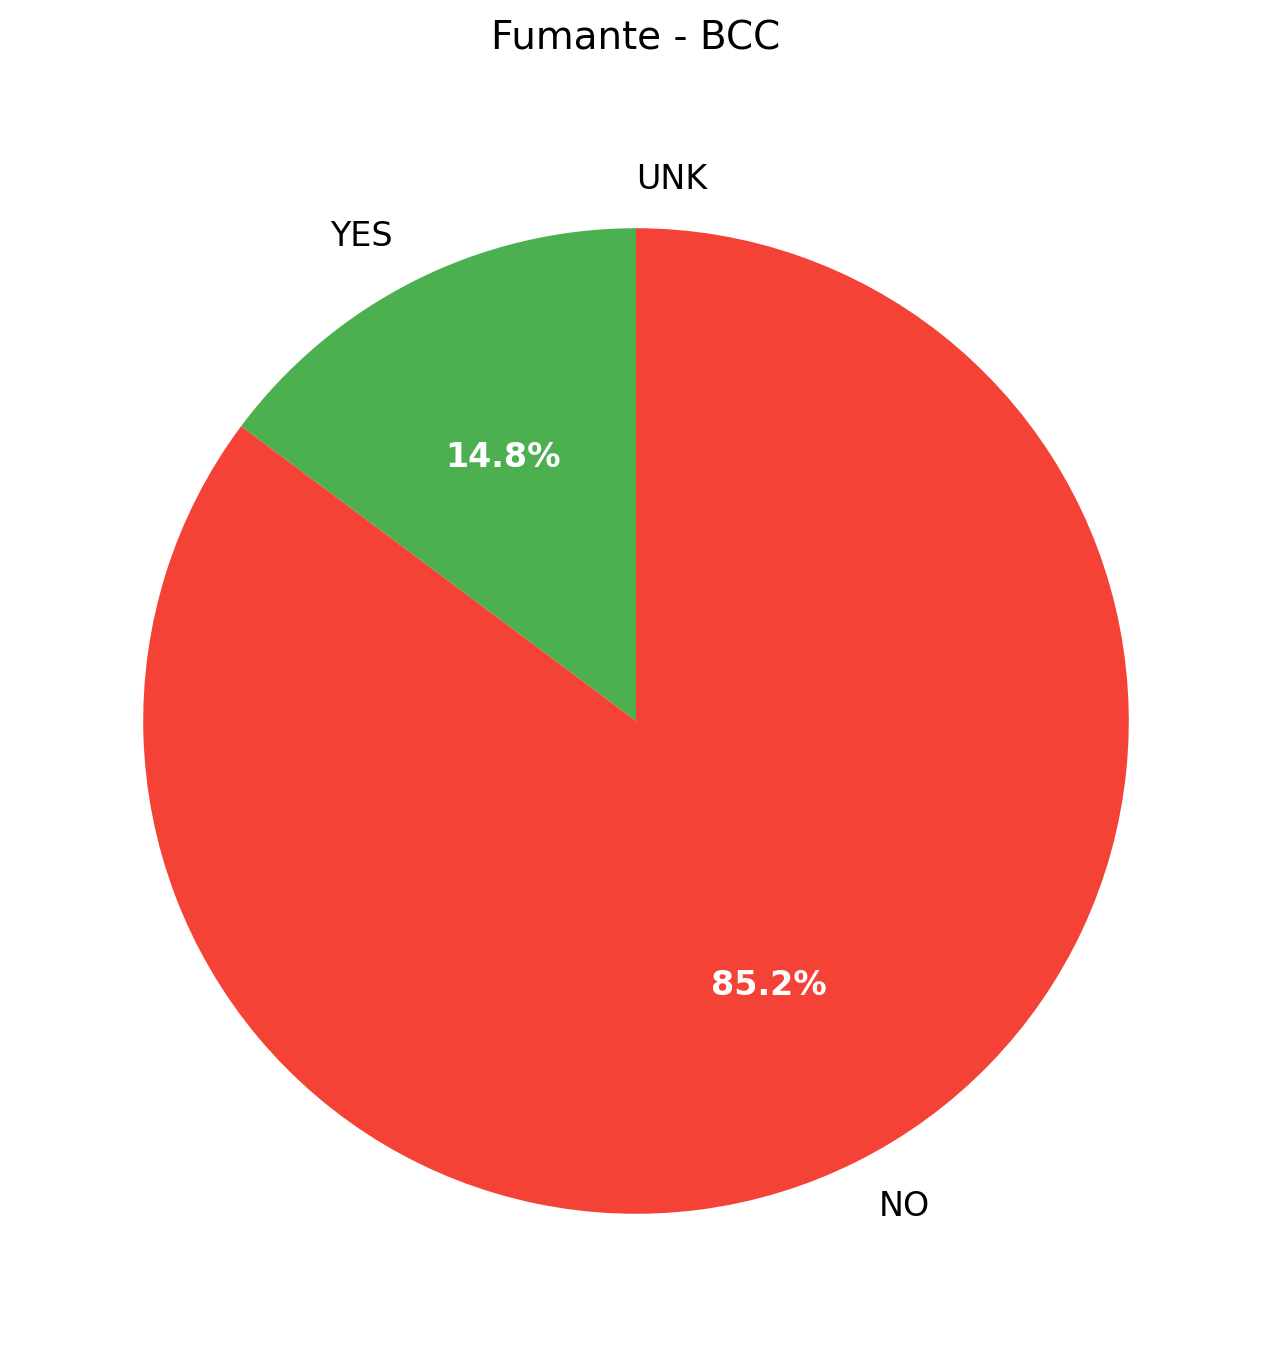 Fumante - BCC
UNK
YES
14.8%
85.2%
NO